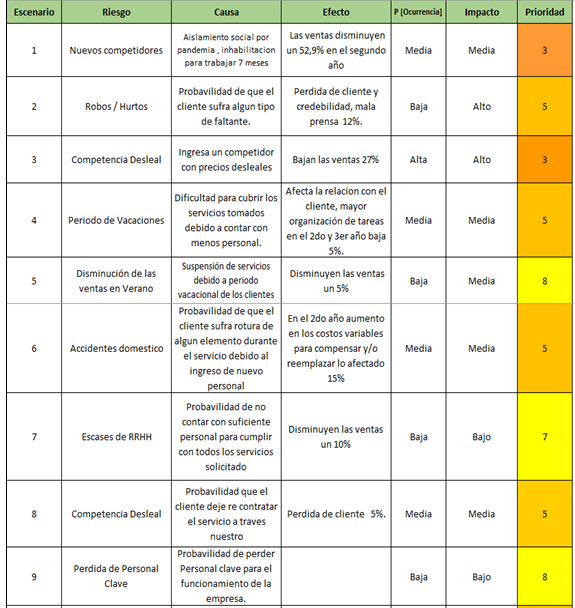 Escenario Riesgo Causa Efecto P [Ocurrencia] Impacto Prioridad
1 Nuevos competidores Aislamiento social por pandemia , inhabilitacion para trabajar 7 meses Las ventas disminuyen un 52,9% en el segundo año Media Media 3
2 Robos / Hurtos Probavilidad de que el cliente sufra algun tipo de faltante. Perdida de cliente y credebilidad, mala prensa 12%. Baja Alto 5
3 Competencia Desleal Ingresa un competidor con precios desleales Bajan las ventas 27% Alta Alto 3
4 Periodo de Vacaciones Dificultad para cubrir los servicios tomados debido a contar con menos personal. Afecta la relacion con el cliente, mayor organización de tareas en el 2do y 3er año baja 5%. Media Media 5
5 Disminución de las ventas en Verano Suspensión de servicios debido a periodo vacacional de los clientes Disminuyen las ventas un 5% Baja Media 8
6 Accidentes domestico Probavilidad de que el cliente sufra rotura de algun elemento durante el servicio debido al ingreso de nuevo personal En el 2do año aumento en los costos variables para compensar y/o reemplazar lo afectado 15% Media Media 5
7 Escases de RRHH Probavilidad de no contar con suficiente personal para cumplir con todos los servicios solicitado Disminuyen las ventas un 10% Baja Bajo 7
8 Competencia Desleal Probavilidad que el cliente deje re contratar el servicio a traves nuestro Perdida de cliente 5%. Media Media 5
9 Perdida de Personal Clave Probavilidad de perder Personal clave para el funcionamiento de la empresa. Baja Bajo 8